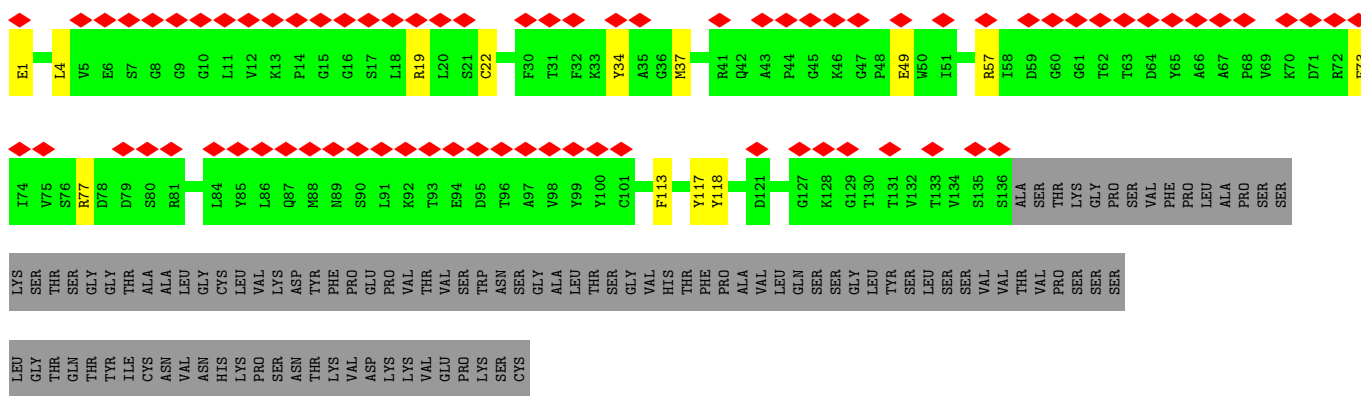 E1 L4 V5 E6 S7 G8 G9 G10 L11 V12 K13 P14 G15 G16 S17 L18 R19 L20 S21 C22 F30 T31 F32 K33 Y34 A35 G36 M37 R41 Q42 A43 P44 G45 K46 G47 P48 E49 W50 I51 R57 I58 D59 G60 G61 T62 T63 D64 Y65 A66 A67 P68 V69 K70 D71 R72
I74 V75 S76 R77 D78 D79 S80 R81 L84 Y85 L86 Q87 M88 N89 S90 L91 K92 T93 E94 D95 T96 A97 V98 Y99 Y100 C101 F113 Y117 Y118 D121 G127 K128 G129 T130 T131 V132 T133 V134 S135 S136 ALA SER THR LYS GLY PRO SER VAL PHE PRO LEU ALA PRO SER SER
LYS SER THR SER GLY GLY THR ALA ALA LEU GLY CYS LEU VAL LYS ASP TYR PHE PRO GLU PRO VAL THR VAL SER TRP ASN SER GLY ALA LEU THR SER GLY VAL HIS THR PHE PRO ALA VAL LEU GLN SER SER GLY LEU TYR SER LEU SER SER VAL VAL THR VAL PRO SER SER SER
LEU GLY THR GLN THR TYR ILE CYS ASN VAL ASN HIS LYS PRO SER ASN THR LYS VAL ASP LYS LYS VAL GLU PRO LYS SER CYS